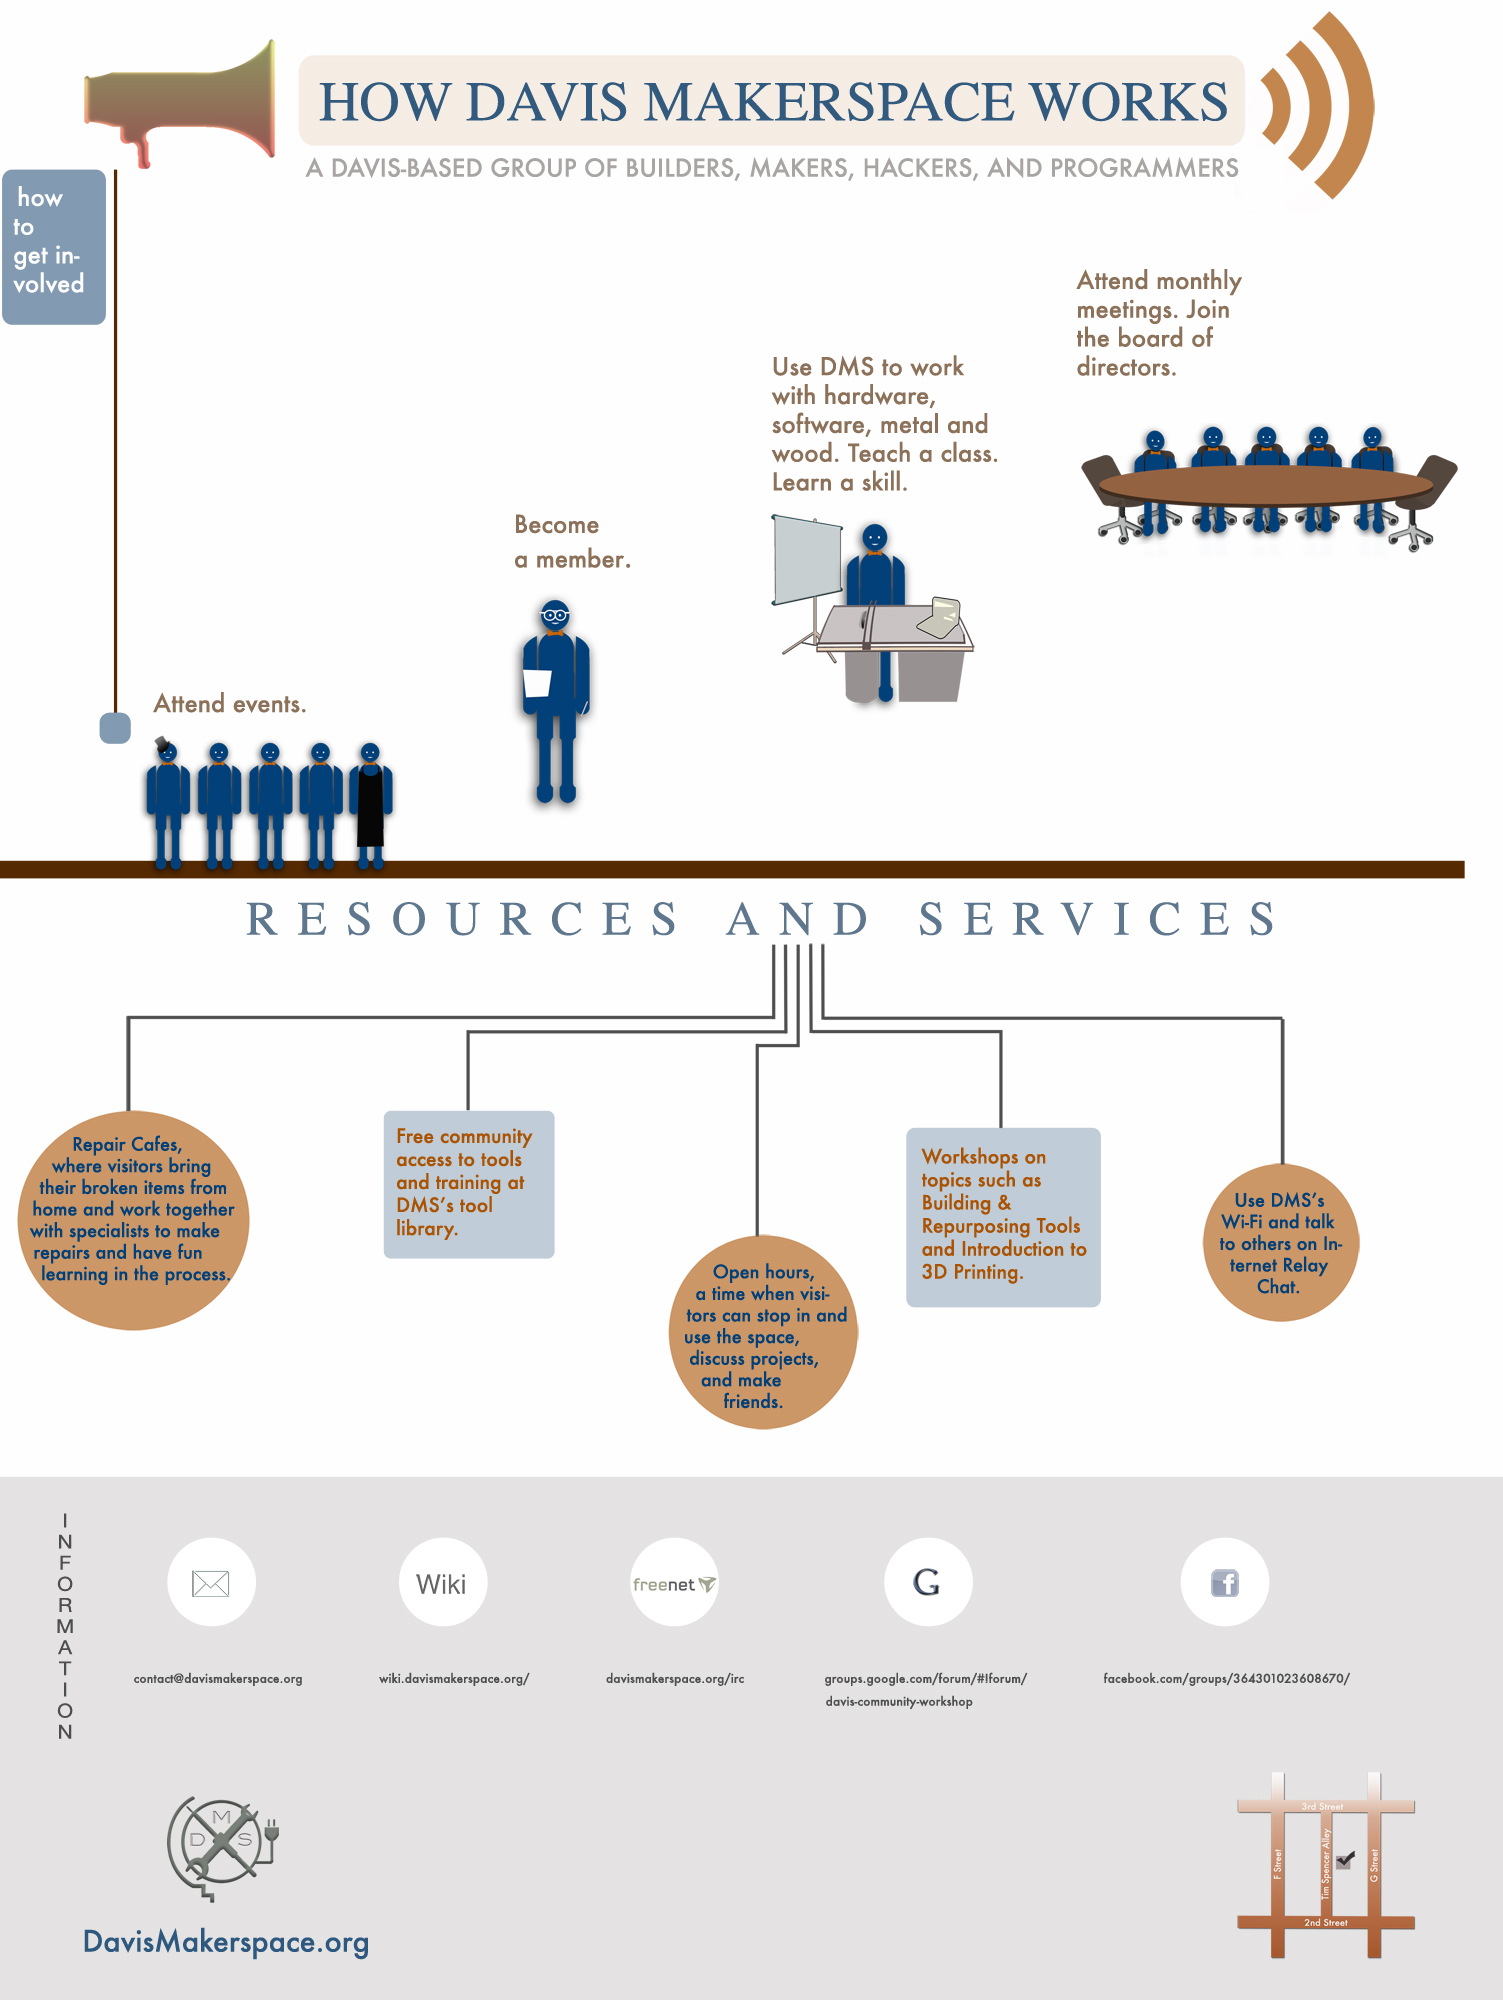 HOW DAVIS MAKERSPACE WORKS
A DAVIS-BASED GROUP OF BUILDERS, MAKERS, HACKERS, AND PROGRAMMERS
how
to
get in-
volved
Attend monthly
meetings. Join
the board of
directors.
Use DMS to work
with hardware,
software, metal and
wood. Teach a class.
Learn a skill.
Become
a member.
Attend events.
RESOURCES AND SERVICES
Repair Cafes,
where visitors bring
their broken items from
home and work together
with specialists to make
repairs and have fun
learning in the process.
Free community
access to tools
and training at
DMS's tool
library.
Open hours,
a time when visi-
tors can stop in and
use the space,
discuss projects,
and make
friends.
Workshops on
topics such as
Building &
Repurposing Tools
and Introduction to
3D Printing.
Use DMS's
Wi-Fi and talk
to others on In-
ternet Relay
Chat.
INFORMATION
Wiki
freenet
G
f
contact@davismakerspace.org
wiki.davismakerspace.org/
davismakerspace.org/irc
groups.google.com/forum/#!forum/
davis-community-workshop
facebook.com/groups/364301023608670/
D M S
DavisMakerspace.org
3rd Street
F Street
Tim Spencer Alley
G Street
2nd Street